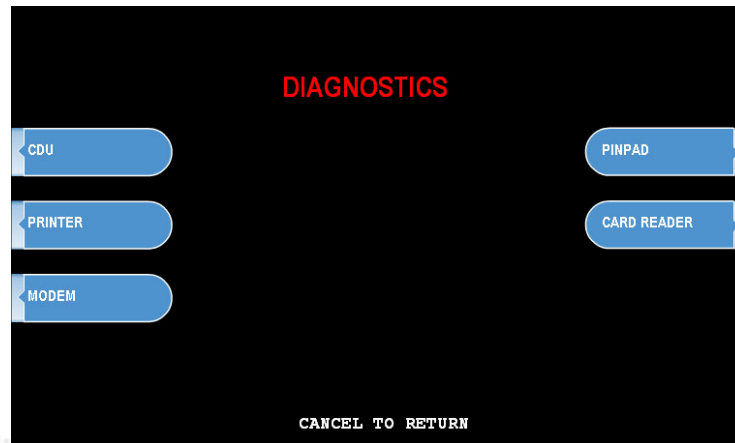 DIAGNOSTICS
CDU
PINPAD
PRINTER
CARD READER
MODEM
CANCEL TO RETURN